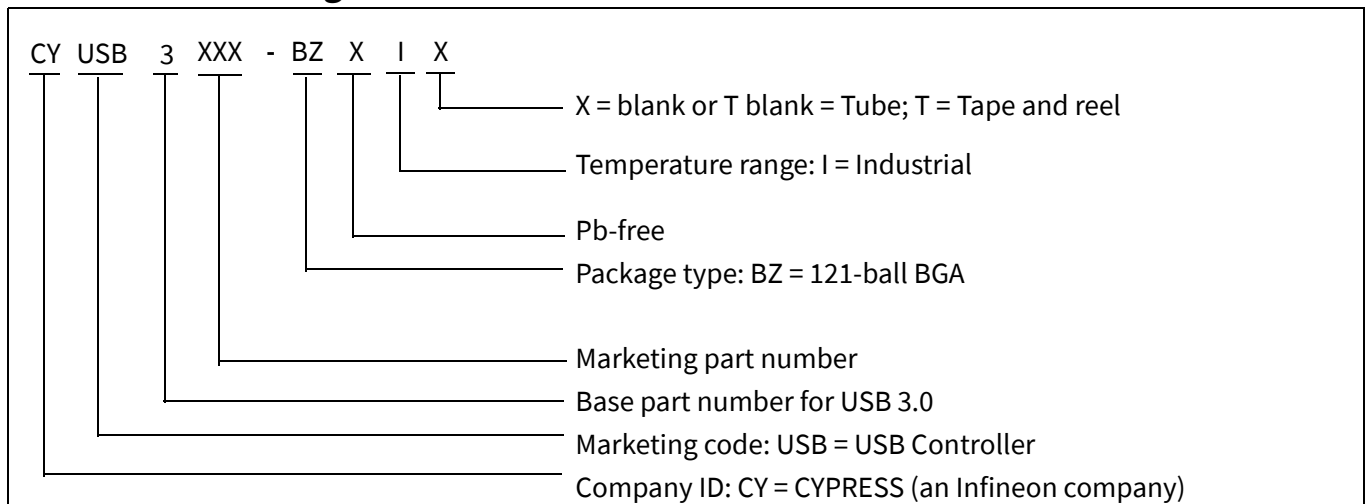 CY USB 3 XXX - BZ X I X
X = blank or T blank = Tube; T = Tape and reel
Temperature range: I = Industrial
Pb-free
Package type: BZ = 121-ball BGA
Marketing part number
Base part number for USB 3.0
Marketing code: USB = USB Controller
Company ID: CY = CYPRESS (an Infineon company)